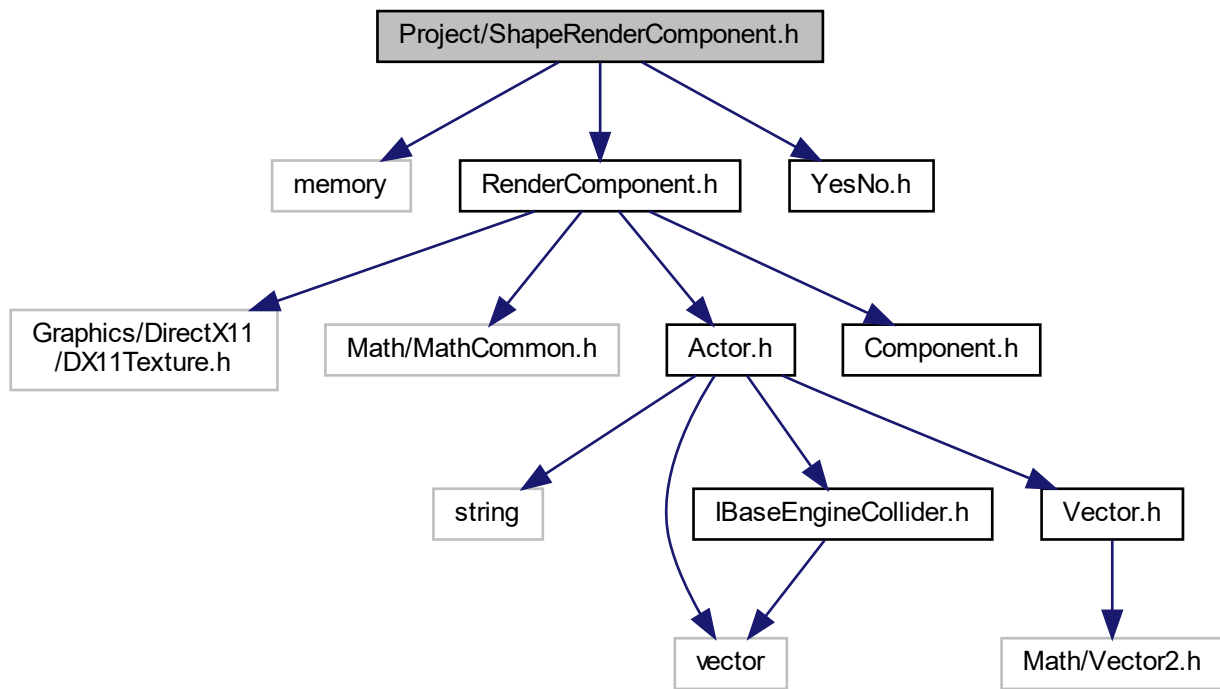 Project/ShapeRenderComponent.h
memory
RenderComponent.h
YesNo.h
Graphics/DirectX11
/DX11Texture.h
Math/MathCommon.h
Actor.h
Component.h
string
IBaseEngineCollider.h
Vector.h
vector
Math/Vector2.h